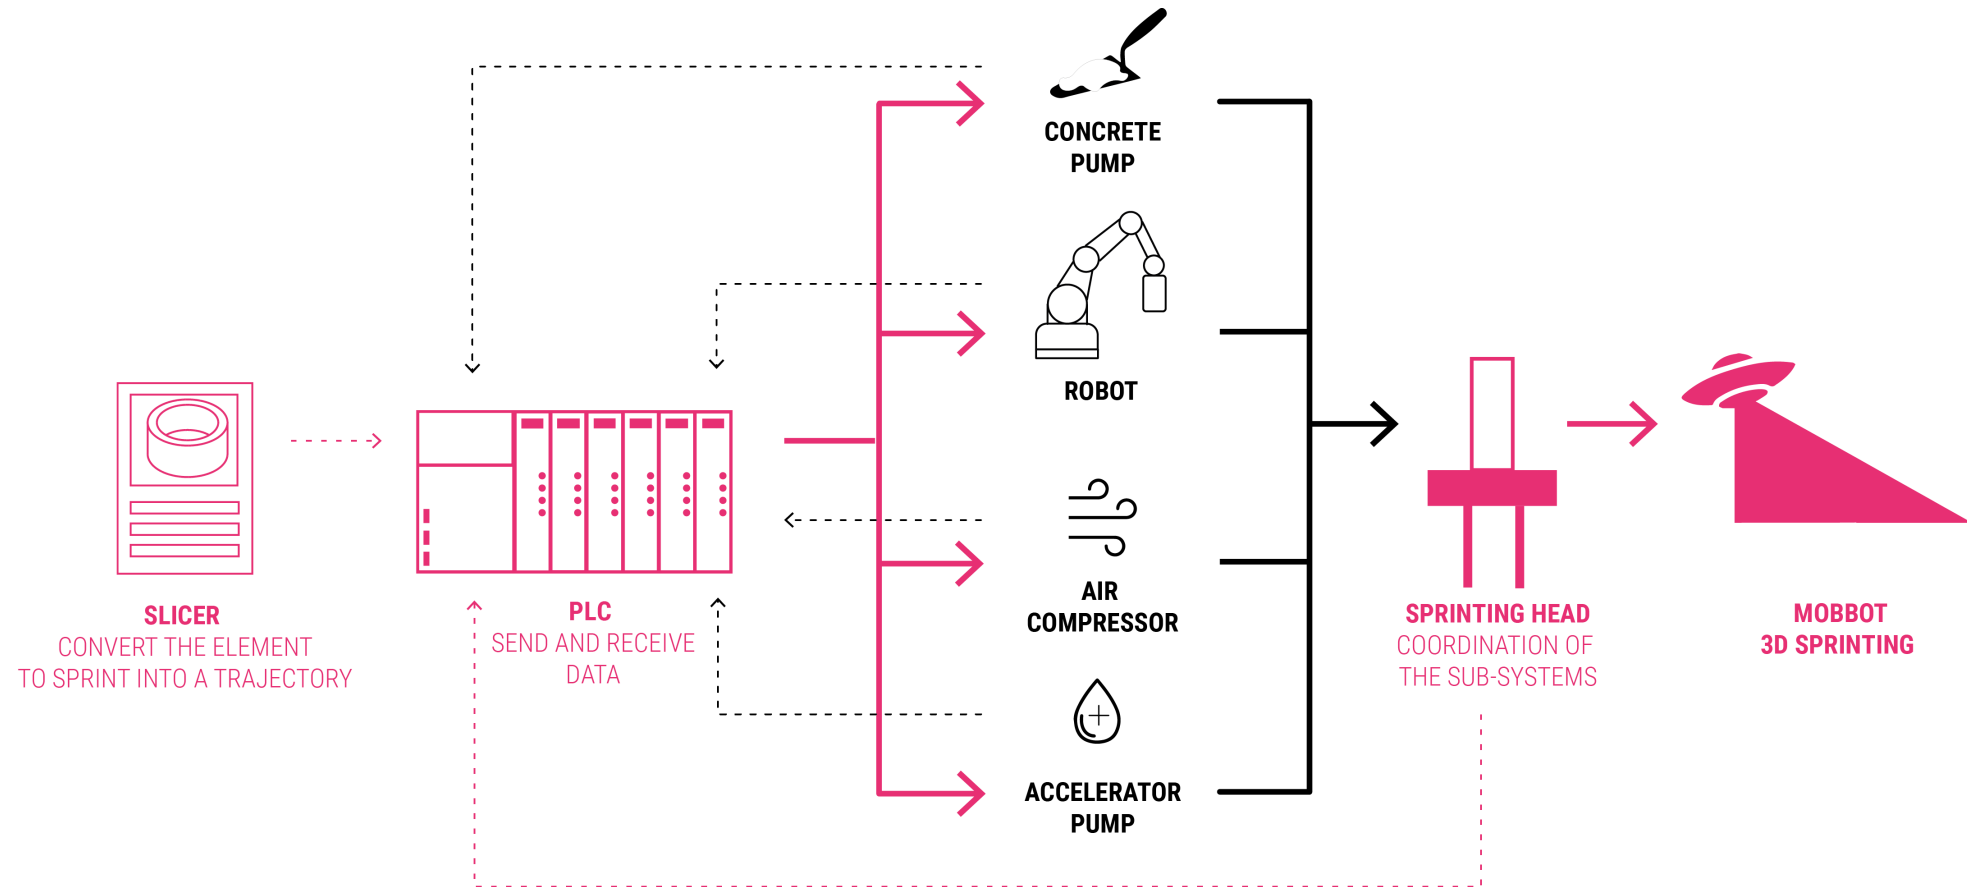 CONCRETE
PUMP
ROBOT
AIR
COMPRESSOR
ACCELERATOR
PUMP
SLICER
CONVERT THE ELEMENT
TO SPRINT INTO A TRAJECTORY
PLC
SEND AND RECEIVE
DATA
SPRINTING HEAD
COORDINATION OF
THE SUB-SYSTEMS
MOBBOT
3D SPRINTING